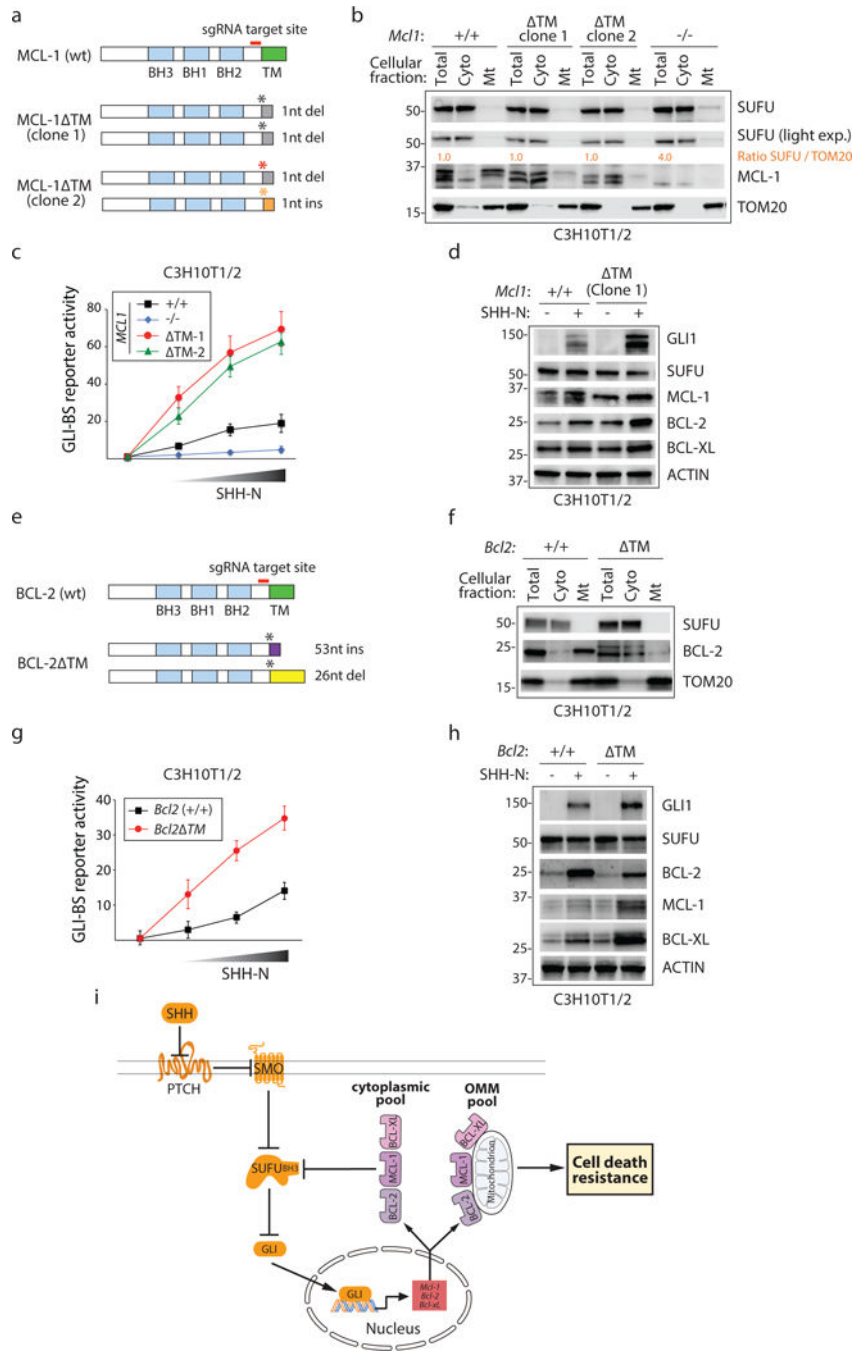 a
sgRNA target site
MCL-1 (wt)
BH3 BH1 BH2 TM
MCL-1ΔTM
(clone 1)
* 1nt del
* 1nt del
MCL-1ΔTM
(clone 2)
* 1nt del
* 1nt ins
b
Mcl1: +/+ ΔTM clone 1 ΔTM clone 2 -/-
Cellular fraction: Total Cyto Mt Total Cyto Mt Total Cyto Mt Total Cyto Mt
50- SUFU
50- SUFU (light exp.)
1.0 1.0 1.0 4.0 Ratio SUFU / TOM20
37
MCL-1
25
15- TOM20
C3H10T1/2
c
C3H10T1/2
GLI-BS reporter activity
80
60
40
20
MCL1
+/+
-/-
ΔTM-1
ΔTM-2
SHH-N
d
Mcl1: +/+ ΔTM (Clone 1)
SHH-N: - + - +
150 GLI1
50 SUFU
37
MCL-1
25 BCL-2
25- BCL-XL
37- ACTIN
C3H10T1/2
e
sgRNA target site
BCL-2 (wt)
BH3 BH1 BH2 TM
BCL-2ΔTM
* 53nt ins
* 26nt del
f
Bcl2: +/+ ΔTM
Cellular fraction: Total Cyto Mt Total Cyto Mt
50- SUFU
25- BCL-2
15- TOM20
C3H10T1/2
g
C3H10T1/2
GLI-BS reporter activity
40
30
20
10
Bcl2 (+/+)
Bcl2ΔTM
SHH-N
h
Bcl2: +/+ ΔTM
SHH-N: - + - +
150 GLI1
50 SUFU
25 BCL-2
37
MCL-1
25 BCL-XL
37 ACTIN
C3H10T1/2
i
SHH
PTCH
SMO
cytoplasmic pool
OMM pool
BCL-XL
MCL-1
BCL-2
BCL-XL
MCL-1
BCL-2
Mitochondrion
Cell death
resistance
SUFU BH3
GLI
GLI
Mcl-1
Bcl-2
Bcl-xL
Nucleus